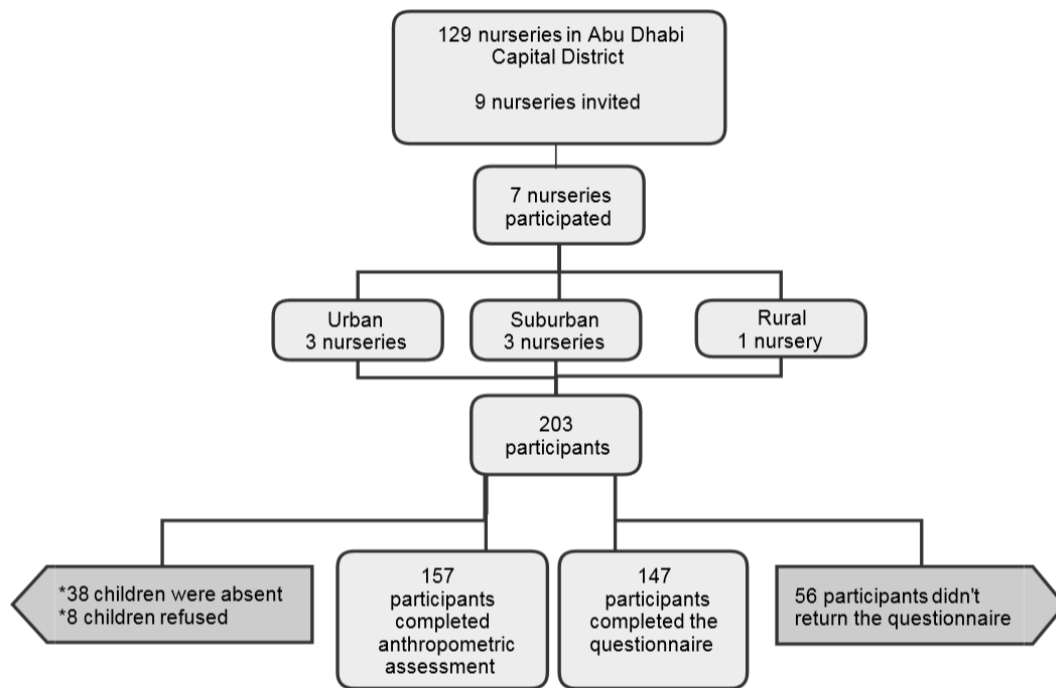 129 nurseries in Abu Dhabi
Capital District
9 nurseries invited
7 nurseries
participated
Urban
3 nurseries
Suburban
3 nurseries
Rural
1 nursery
203
participants
*38 children were absent
*8 children refused
157
participants
completed
anthropometric
assessment
147
participants
completed the
questionnaire
56 participants didn't
return the questionnaire